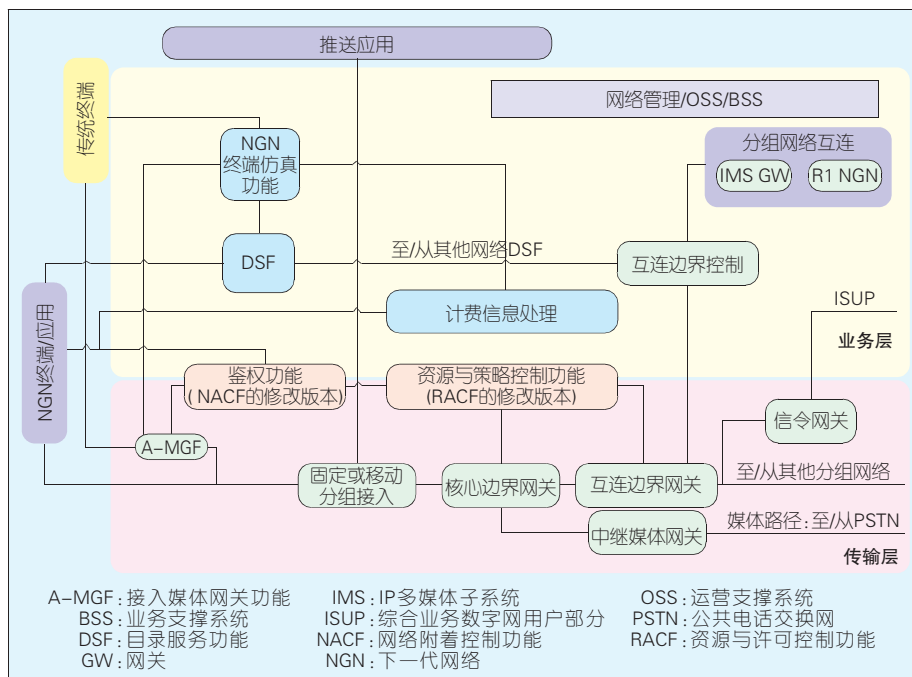 推送应用
传统终端
网络管理/OSS/BSS
NGN
终端仿真
功能
分组网络互连
IMS GW
R1 NGN
DSF
至/从其他网络DSF
互连边界控制
NGN终端/应用
计费信息处理
ISUP
业务层
鉴权功能
(NACF的修改版本)
资源与策略控制功能
(RACF的修改版本)
信令网关
A-MGF
固定或移动
分组接入
核心边界网关
互连边界网关
至/从其他分组网络
中继媒体网关
媒体路径:至/从PSTN
传输层
A-MGF:接入媒体网关功能
BSS:业务支撑系统
DSF:目录服务功能
GW:网关
IMS:IP多媒体子系统
ISUP:综合业务数字网用户部分
NACF:网络附着控制功能
NGN:下一代网络
OSS:运营支撑系统
PSTN:公共电话交换网
RACF:资源与许可控制功能